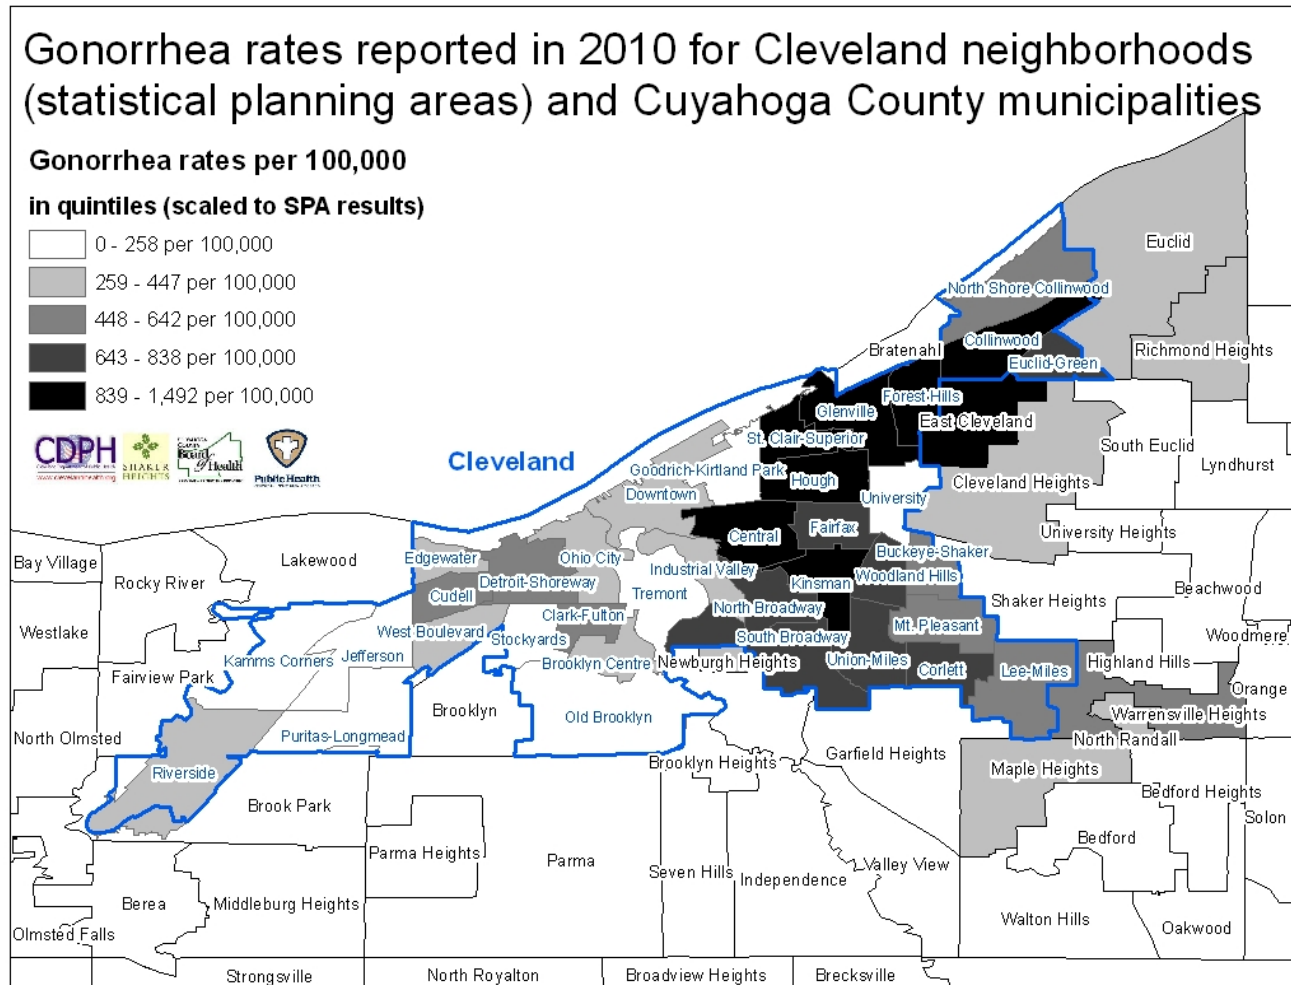 Gonorrhea rates reported in 2010 for Cleveland neighborhoods
(statistical planning areas) and Cuyahoga County municipalities
Gonorrhea rates per 100,000
in quintiles (scaled to SPA results)
0 - 258 per 100,000
259 - 447 per 100,000
448 - 642 per 100,000
643 - 838 per 100,000
839 - 1,492 per 100,000
CDPH
www.clevelandhealth.org
SHAKER
HEIGHTS
Board
of Health
Public Health
Cleveland
Euclid
North Shore Collinwood
Collinwood
Bratenahl
Euclid-Green
Richmond Heights
Forest Hills
Glenville
East Cleveland
St. Clair-Superior
South Euclid
Lyndhurst
Goodrich-Kirtland Park
Hough
Downtown
University
Cleveland Heights
Fairfax
Central
University Heights
Buckeye-Shaker
Bay Village
Lakewood
Edgewater
Ohio City
Industrial Valley
Rocky River
Detroit-Shoreway
Kinsman
Woodland Hills
Beachwood
Cudell
Tremont
Shaker Heights
North Broadway
Clark-Fulton
Mt. Pleasant
Westlake
West Boulevard
Stockyards
South Broadway
Woodmere
Kamms Corners
Jefferson
Brooklyn Centre
Newburgh Heights
Union-Miles
Corlett
Lee-Miles
Highland Hills
Fairview Park
Orange
Brooklyn
Old Brooklyn
Warrensville Heights
North Olmsted
Puritas-Longmead
North Randall
Garfield Heights
Brooklyn Heights
Riverside
Maple Heights
Bedford Heights
Brook Park
Solon
Bedford
Parma Heights
Parma
Seven Hills
Independence
Valley View
Berea
Middleburg Heights
Walton Hills
Oakwood
Olmsted Falls
Strongsville
North Royalton
Broadview Heights
Brecksville